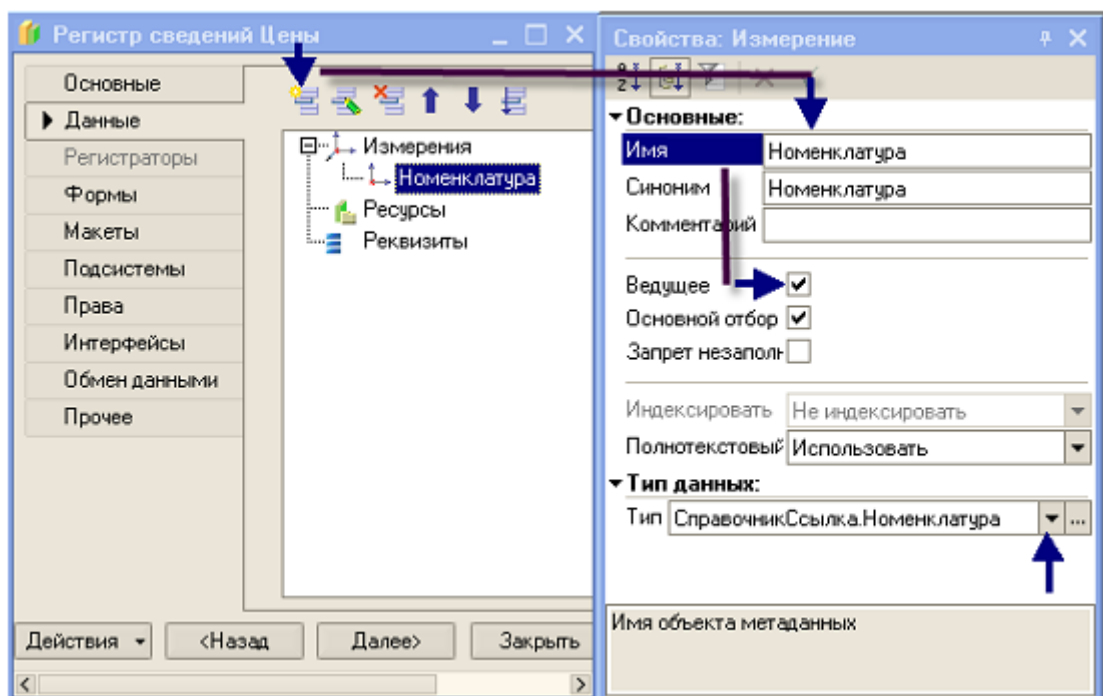 Регистр сведений Цены
Основные
Данные
Регистраторы
Формы
Макеты
Подсистемы
Права
Интерфейсы
Обмен данными
Прочее
Измерения
Номенклатура
Ресурсы
Реквизиты
Действия
<Назад
Далее>
Закрыть
Свойства: Измерение
Основные:
Имя Номенклатура
Синоним Номенклатура
Комментарий
Ведущее
Основной отбор
Запрет незаполн
Индексировать Не индексировать
Полнотекстовый Использовать
Тип данных:
Тип СправочникСсылка.Номенклатура ...
Имя объекта метаданных